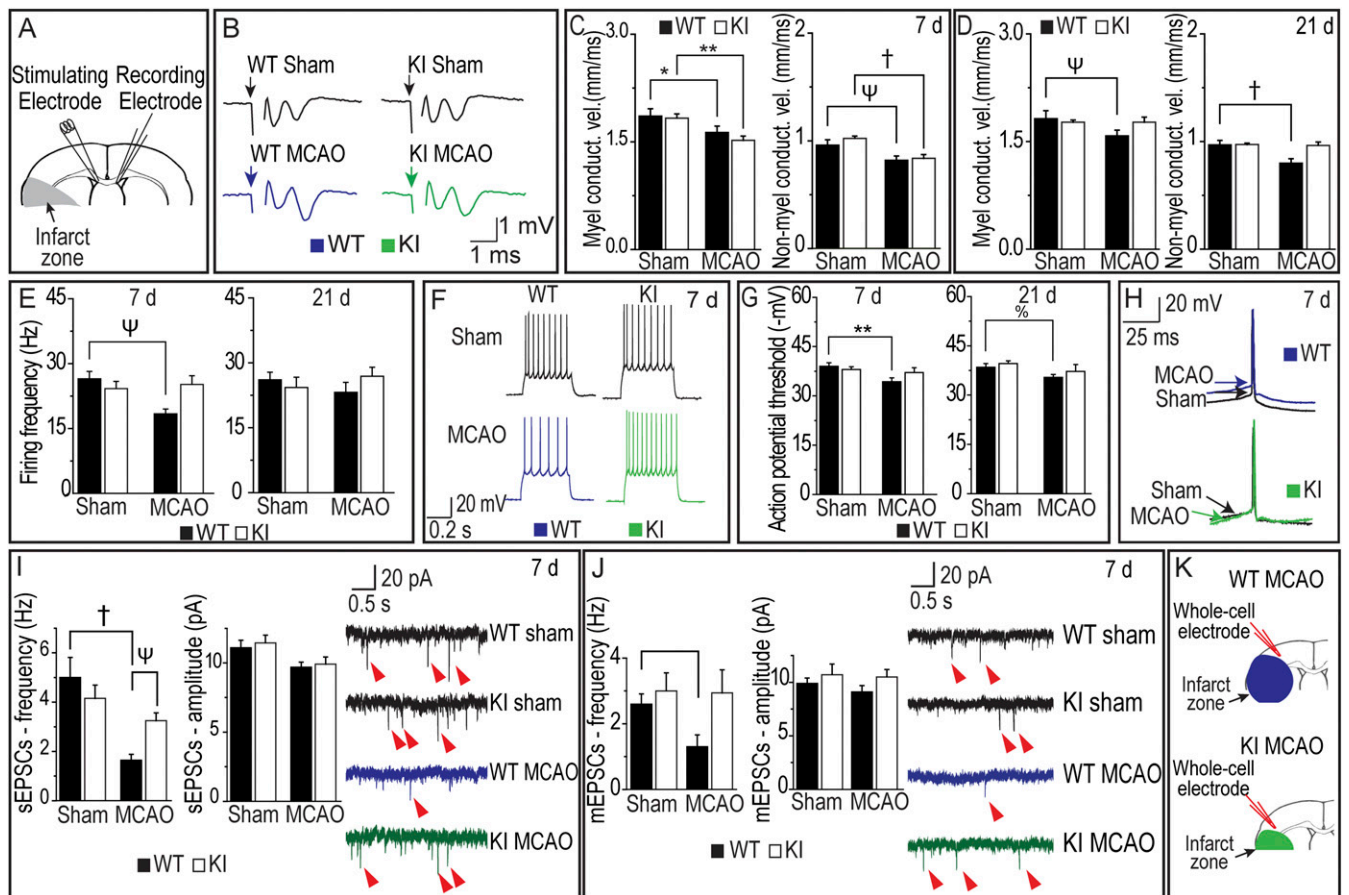 A
Stimulating Electrode
Recording Electrode
Infarct zone
B
WT Sham
KI Sham
WT MCAO
KI MCAO
WT KI
1 mV
1 ms
C
WT KI
7 d
Myel conduct. vel.(mm/ms)
3.0
1.5
0.0
* **
Sham MCAO
Non-myel conduct. vel. (mm/ms)
2
1
0
ψ †
Sham MCAO
D
WT KI
21 d
Myel conduct. vel.(mm/ms)
3.0
1.5
0.0
ψ
Sham MCAO
Non-myel conduct. vel. (mm/ms)
2
1
0
†
Sham MCAO
E
7 d
21 d
Firing frequency (Hz)
45
30
15
0
ψ
Sham MCAO
45
30
15
0
Sham MCAO
WT KI
F
WT KI 7 d
Sham
MCAO
20 mV
0.2 s
WT KI
G
7 d
21 d
Action potential threshold (-mV)
60
45
30
15
0
**
Sham MCAO
60
45
30
15
0
%
Sham MCAO
WT KI
H
20 mV
25 ms
7 d
WT
MCAO
Sham
KI
Sham
MCAO
I
7 d
sEPSCs - frequency (Hz)
6
4
2
0
† ψ
Sham MCAO
sEPSCs - amplitude (pA)
15
10
5
0
Sham MCAO
WT KI
20 pA
0.5 s
WT sham
KI sham
WT MCAO
KI MCAO
J
7 d
mEPSCs - frequency (Hz)
6
4
2
0
Sham MCAO
mEPSCs - amplitude (pA)
15
10
5
0
Sham MCAO
WT KI
20 pA
0.5 s
WT sham
KI sham
WT MCAO
KI MCAO
K
WT MCAO
Whole-cell
electrode
Infarct
zone
KI MCAO
Whole-cell
electrode
Infarct
zone